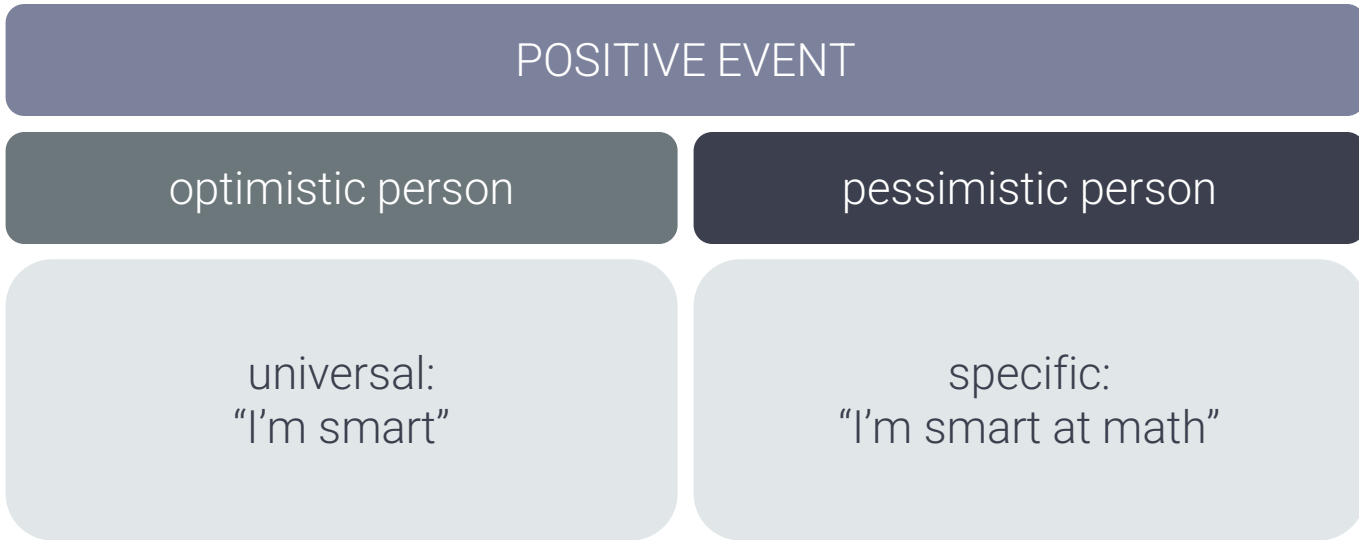 POSITIVE EVENT
optimistic person
pessimistic person
universal:
“I’m smart”
specific:
“I’m smart at math”